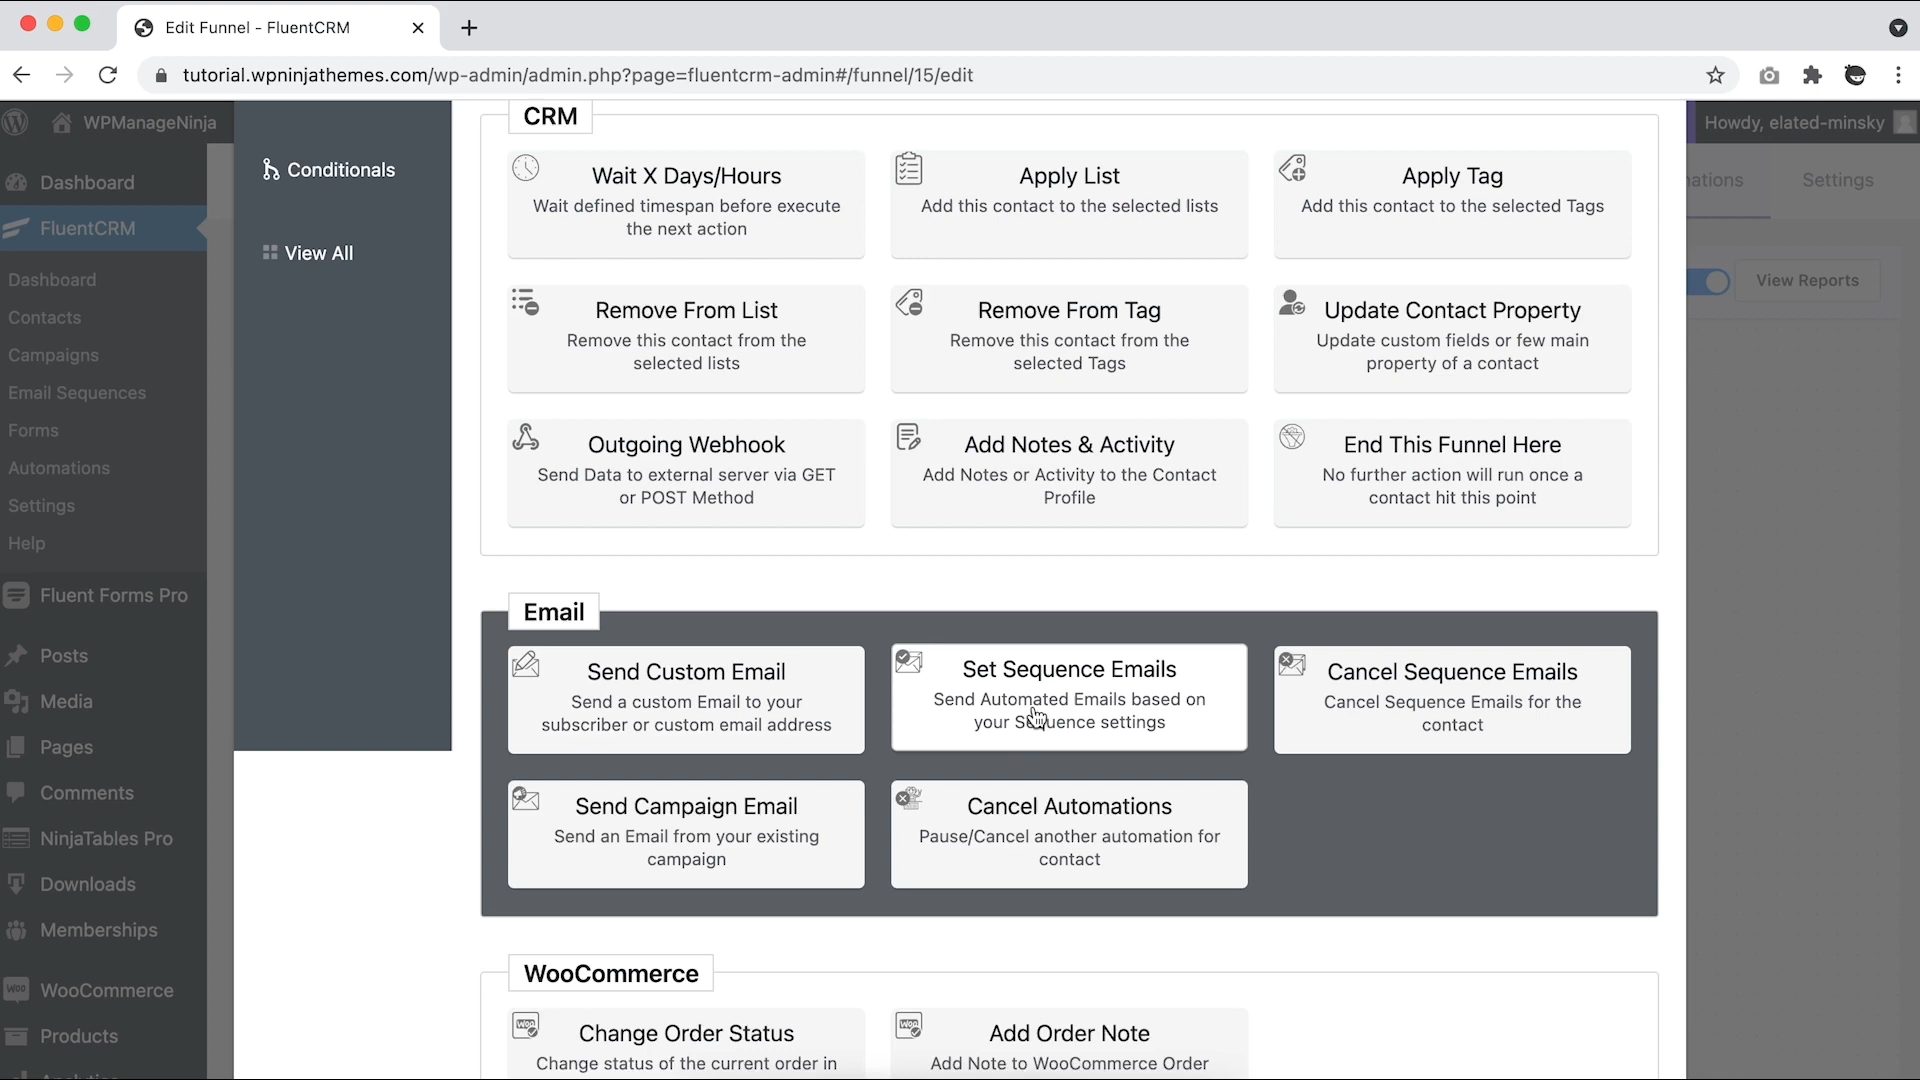 Edit Funnel - FluentCRM
tutorial.wpninjathemes.com/wp-admin/admin.php?page=fluentcrm-admin#/funnel/15/edit
WPManageNinja
Howdy, elated-minsky
Dashboard
FluentCRM
Dashboard
Contacts
Campaigns
Email Sequences
Forms
Automations
Settings
Help
Fluent Forms Pro
Posts
Media
Pages
Comments
NinjaTables Pro
Downloads
Memberships
WooCommerce
Products
Conditionals
View All
ations
Settings
View Reports
CRM
Wait X Days/Hours
Wait defined timespan before execute
the next action
Apply List
Add this contact to the selected lists
Apply Tag
Add this contact to the selected Tags
Remove From List
Remove this contact from the
selected lists
Remove From Tag
Remove this contact from the
selected Tags
Update Contact Property
Update custom fields or few main
property of a contact
Outgoing Webhook
Send Data to external server via GET
or POST Method
Add Notes & Activity
Add Notes or Activity to the Contact
Profile
End This Funnel Here
No further action will run once a
contact hit this point
Email
Send Custom Email
Send a custom Email to your
subscriber or custom email address
Set Sequence Emails
Send Automated Emails based on
your Sequence settings
Cancel Sequence Emails
Cancel Sequence Emails for the
contact
Send Campaign Email
Send an Email from your existing
campaign
Cancel Automations
Pause/Cancel another automation for
contact
WooCommerce
Change Order Status
Change status of the current order in
Add Order Note
Add Note to WooCommerce Order